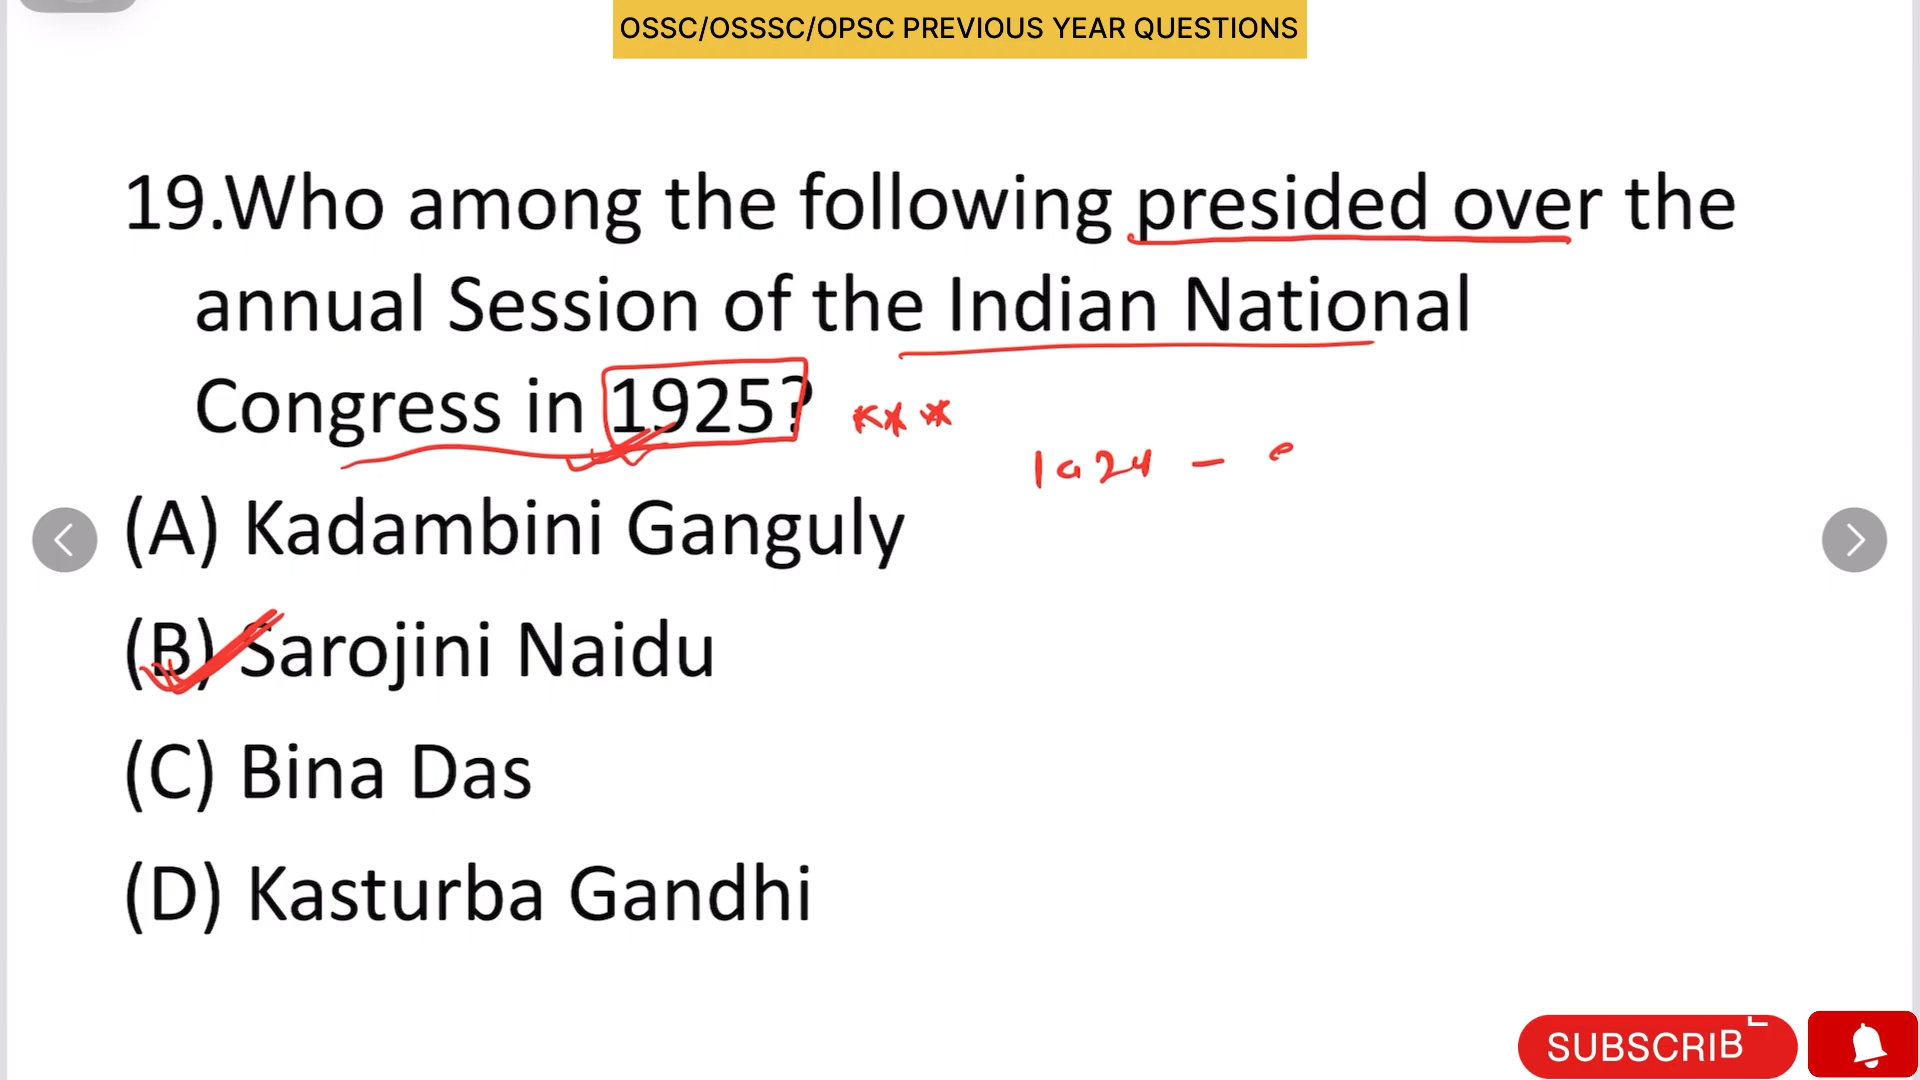 OSSC/OSSSC/OPSC PREVIOUS YEAR QUESTIONS
19.Who among the following presided over the
annual Session of the Indian National
Congress in 1925?
1924 -
(A) Kadambini Ganguly
(B) Sarojini Naidu
(C) Bina Das
(D) Kasturba Gandhi
SUBSCRIB